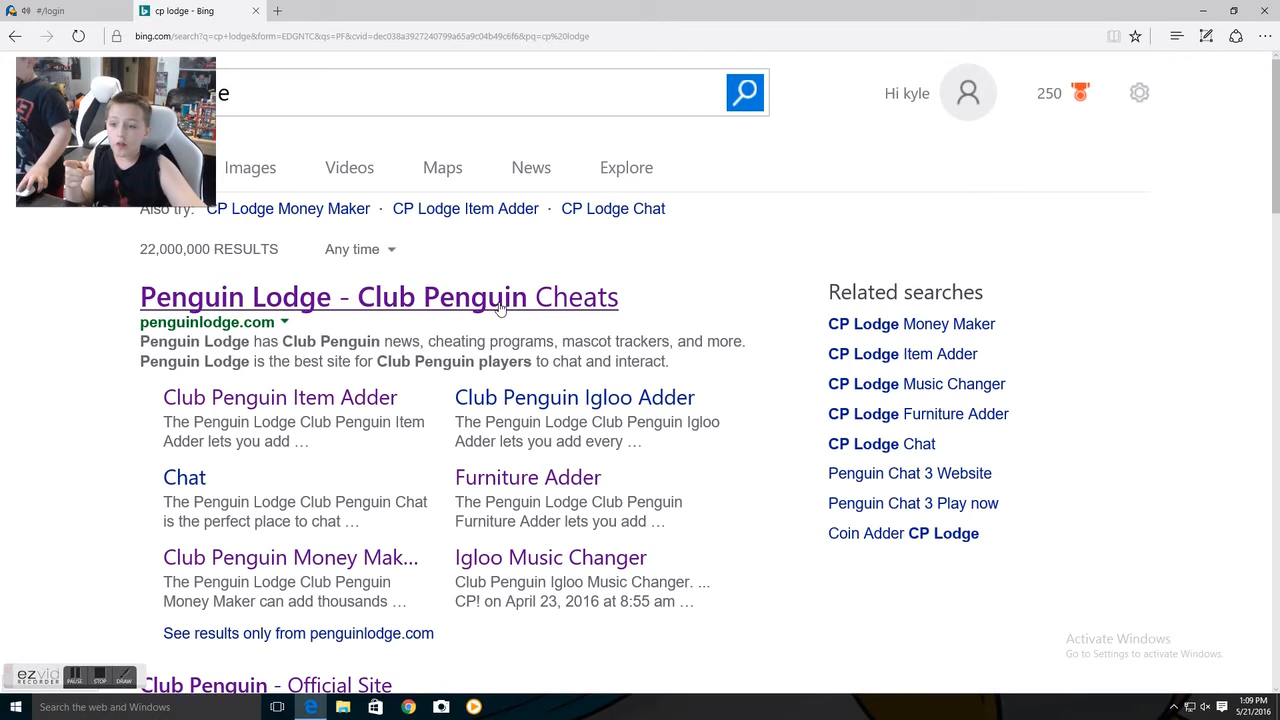 #/login
cp lodge - Bing
bing.com/search?q=cp+lodge&form=EDGNTC&qs=PF&cvid=dec038a3927240799a65a9c04b49c6f6&pq=cp%20lodge
e
Hi kyle
250
Images
Videos
Maps
News
Explore
Also try: CP Lodge Money Maker · CP Lodge Item Adder · CP Lodge Chat
22,000,000 RESULTS
Any time
Penguin Lodge - Club Penguin Cheats
penguinlodge.com
Penguin Lodge has Club Penguin news, cheating programs, mascot trackers, and more.
Penguin Lodge is the best site for Club Penguin players to chat and interact.
Club Penguin Item Adder
The Penguin Lodge Club Penguin Item
Adder lets you add ...
Club Penguin Igloo Adder
The Penguin Lodge Club Penguin Igloo
Adder lets you add every ...
Chat
The Penguin Lodge Club Penguin Chat
is the perfect place to chat ...
Furniture Adder
The Penguin Lodge Club Penguin
Furniture Adder lets you add ...
Club Penguin Money Mak...
The Penguin Lodge Club Penguin
Money Maker can add thousands ...
Igloo Music Changer
Club Penguin Igloo Music Changer. ...
CP! on April 23, 2016 at 8:55 am ...
See results only from penguinlodge.com
Club Penguin - Official Site
Related searches
CP Lodge Money Maker
CP Lodge Item Adder
CP Lodge Music Changer
CP Lodge Furniture Adder
CP Lodge Chat
Penguin Chat 3 Website
Penguin Chat 3 Play now
Coin Adder CP Lodge
Activate Windows
Go to Settings to activate Windows.
ezvid
RECORDER
PAUSE
STOP
DRAW
Search the web and Windows
1:09 PM
5/21/2016